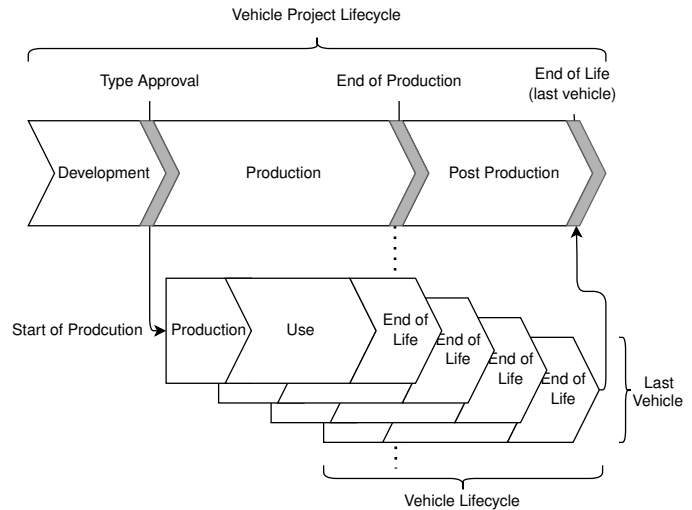 Vehicle Project Lifecycle
Type Approval
End of Production
End of Life
(last vehicle)
Development
Production
Post Production
Start of Prodcution
Production
Use
End of
Life
End of
Life
End of
Life
End of
Life
Last
Vehicle
Vehicle Lifecycle